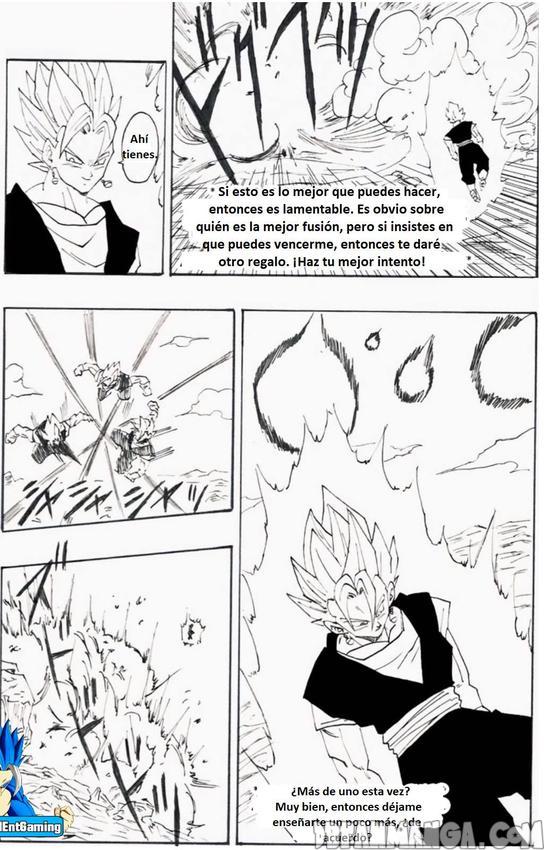 Ahí
tienes.
Si esto es lo mejor que puedes hacer,
entonces es lamentable. Es obvio sobre
quién es la mejor fusión, pero si insistes en
que puedes vencerme, entonces te daré
otro regalo. ¡Haz tu mejor intento!
¿Más de uno esta vez?
Muy bien, entonces déjame
enseñarte un poco más, ¿de
acuerdo?
EntGaming